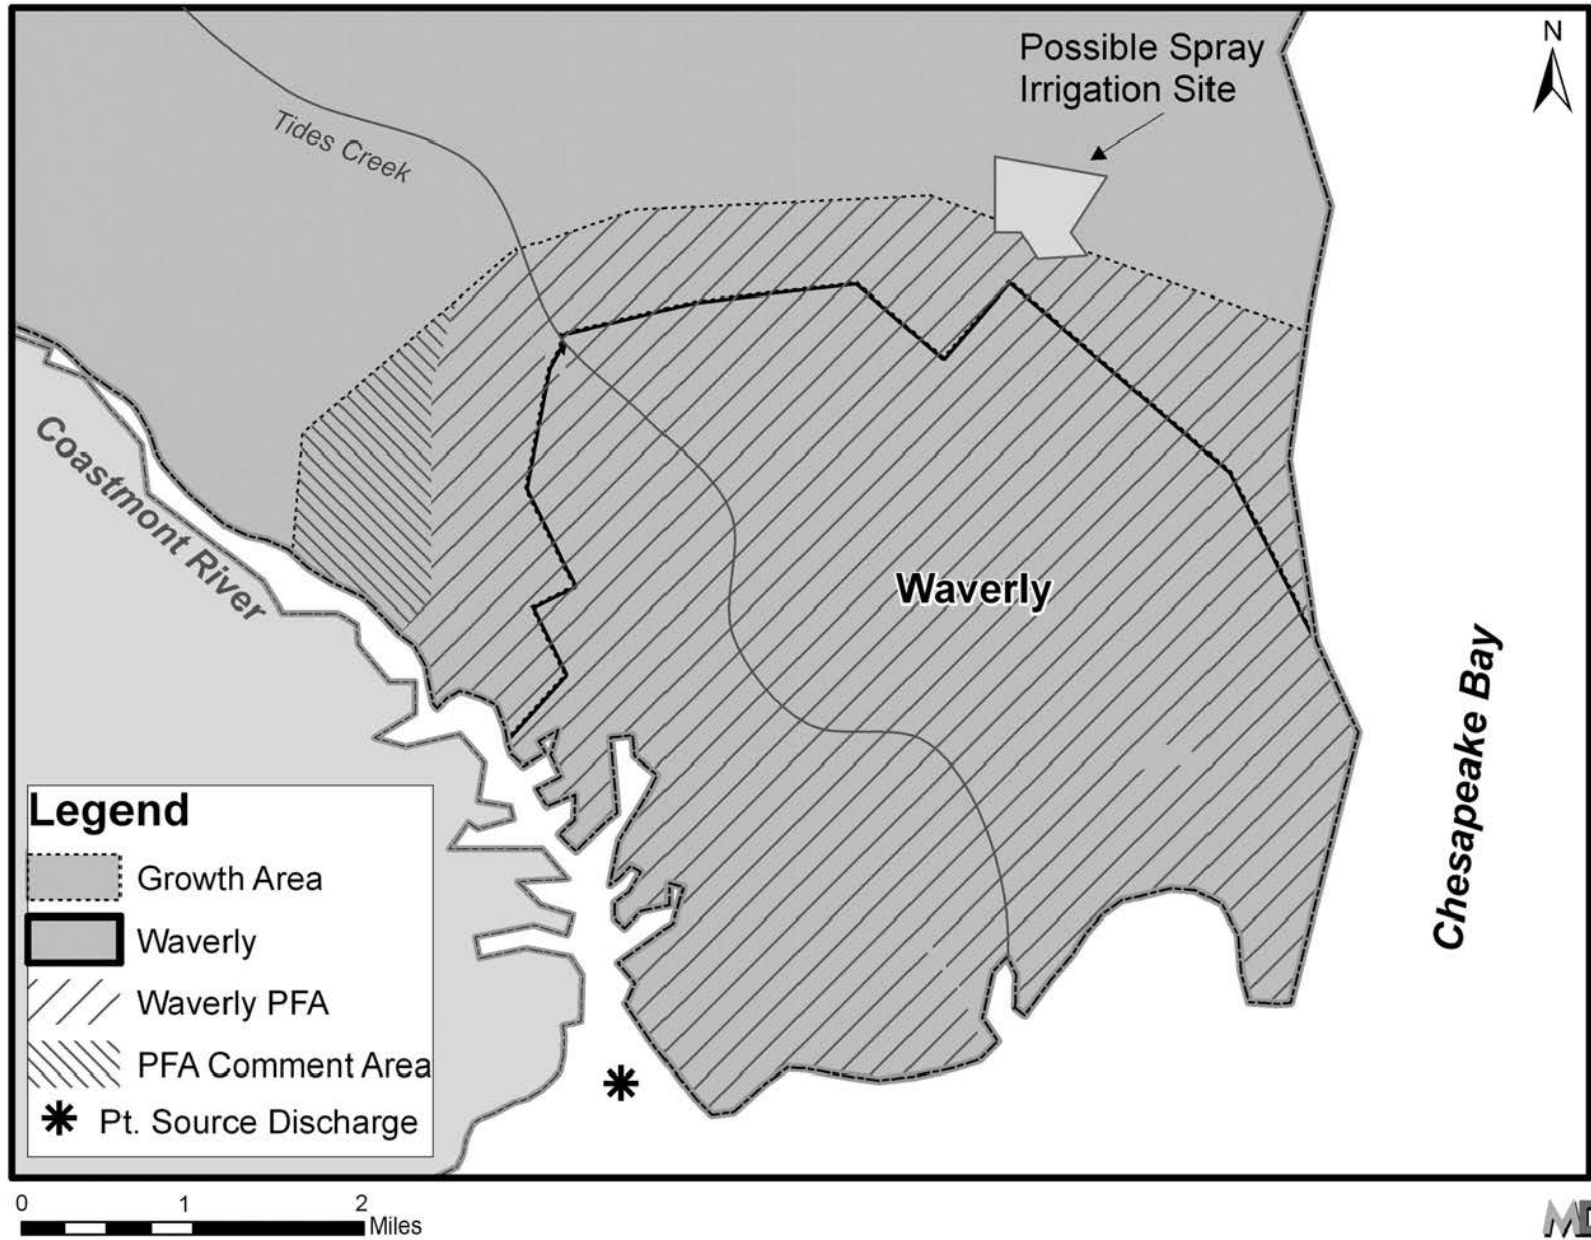 Possible Spray
Irrigation Site
N
Tides Creek
Coastmont River
Waverly
Chesapeake Bay
Legend
Growth Area
Waverly
Waverly PFA
PFA Comment Area
Pt. Source Discharge
0 1 2
Miles